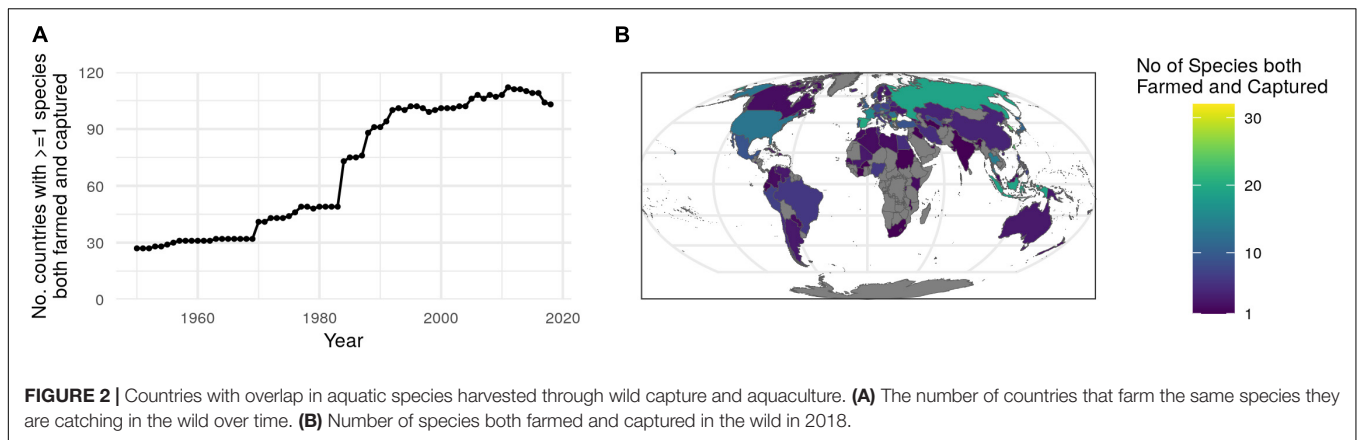 A
B
No. countries with >=1 species
both farmed and captured
120
90
60
30
0
1960
1980
2000
2020
Year
No of Species both
Farmed and Captured
30
20
10
1
FIGURE 2 | Countries with overlap in aquatic species harvested through wild capture and aquaculture. (A) The number of countries that farm the same species they
are catching in the wild over time. (B) Number of species both farmed and captured in the wild in 2018.